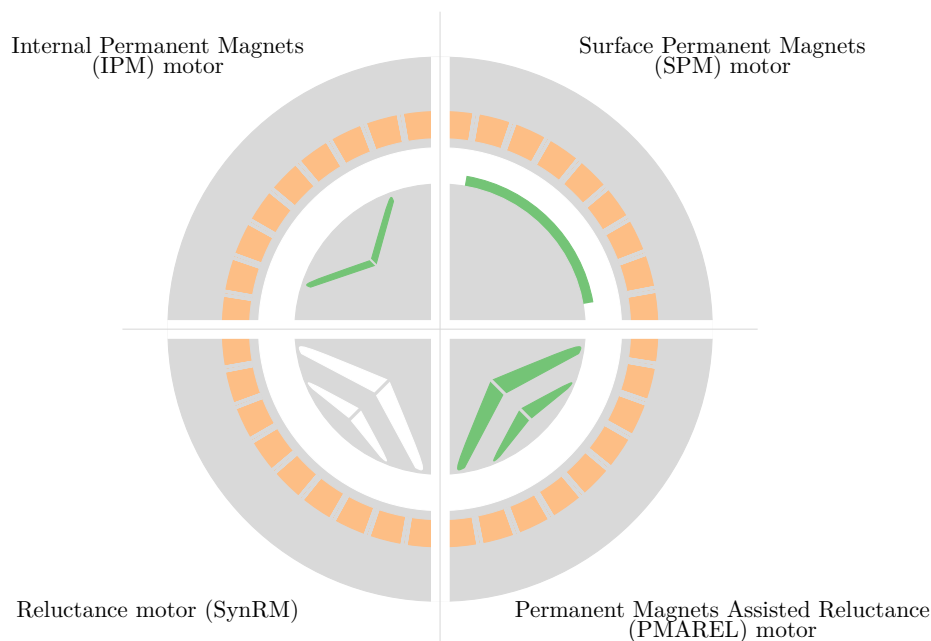 Internal Permanent Magnets
(IPM) motor
Surface Permanent Magnets
(SPM) motor
Reluctance motor (SynRM)
Permanent Magnets Assisted Reluctance
(PMAREL) motor